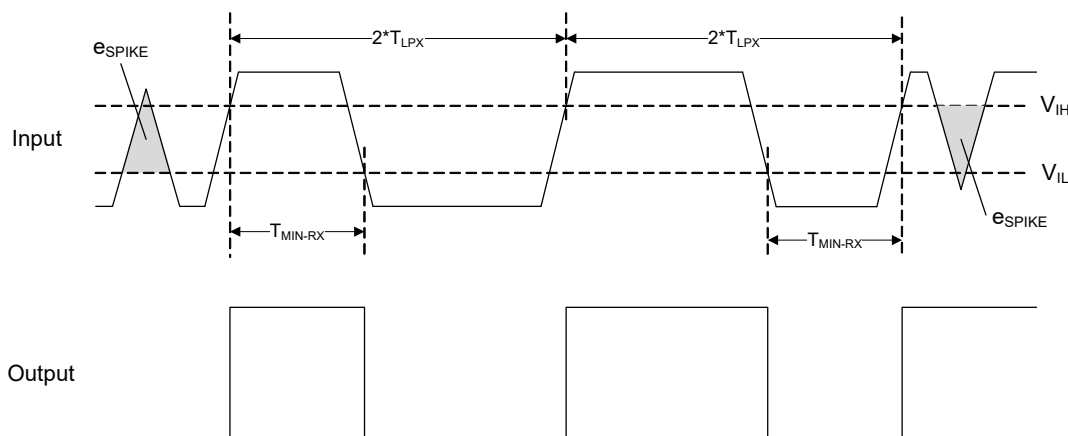 2*TLPX 2*TLPX
eSPIKE
VIH
Input
VIL
eSPIKE
TMIN-RX TMIN-RX
Output